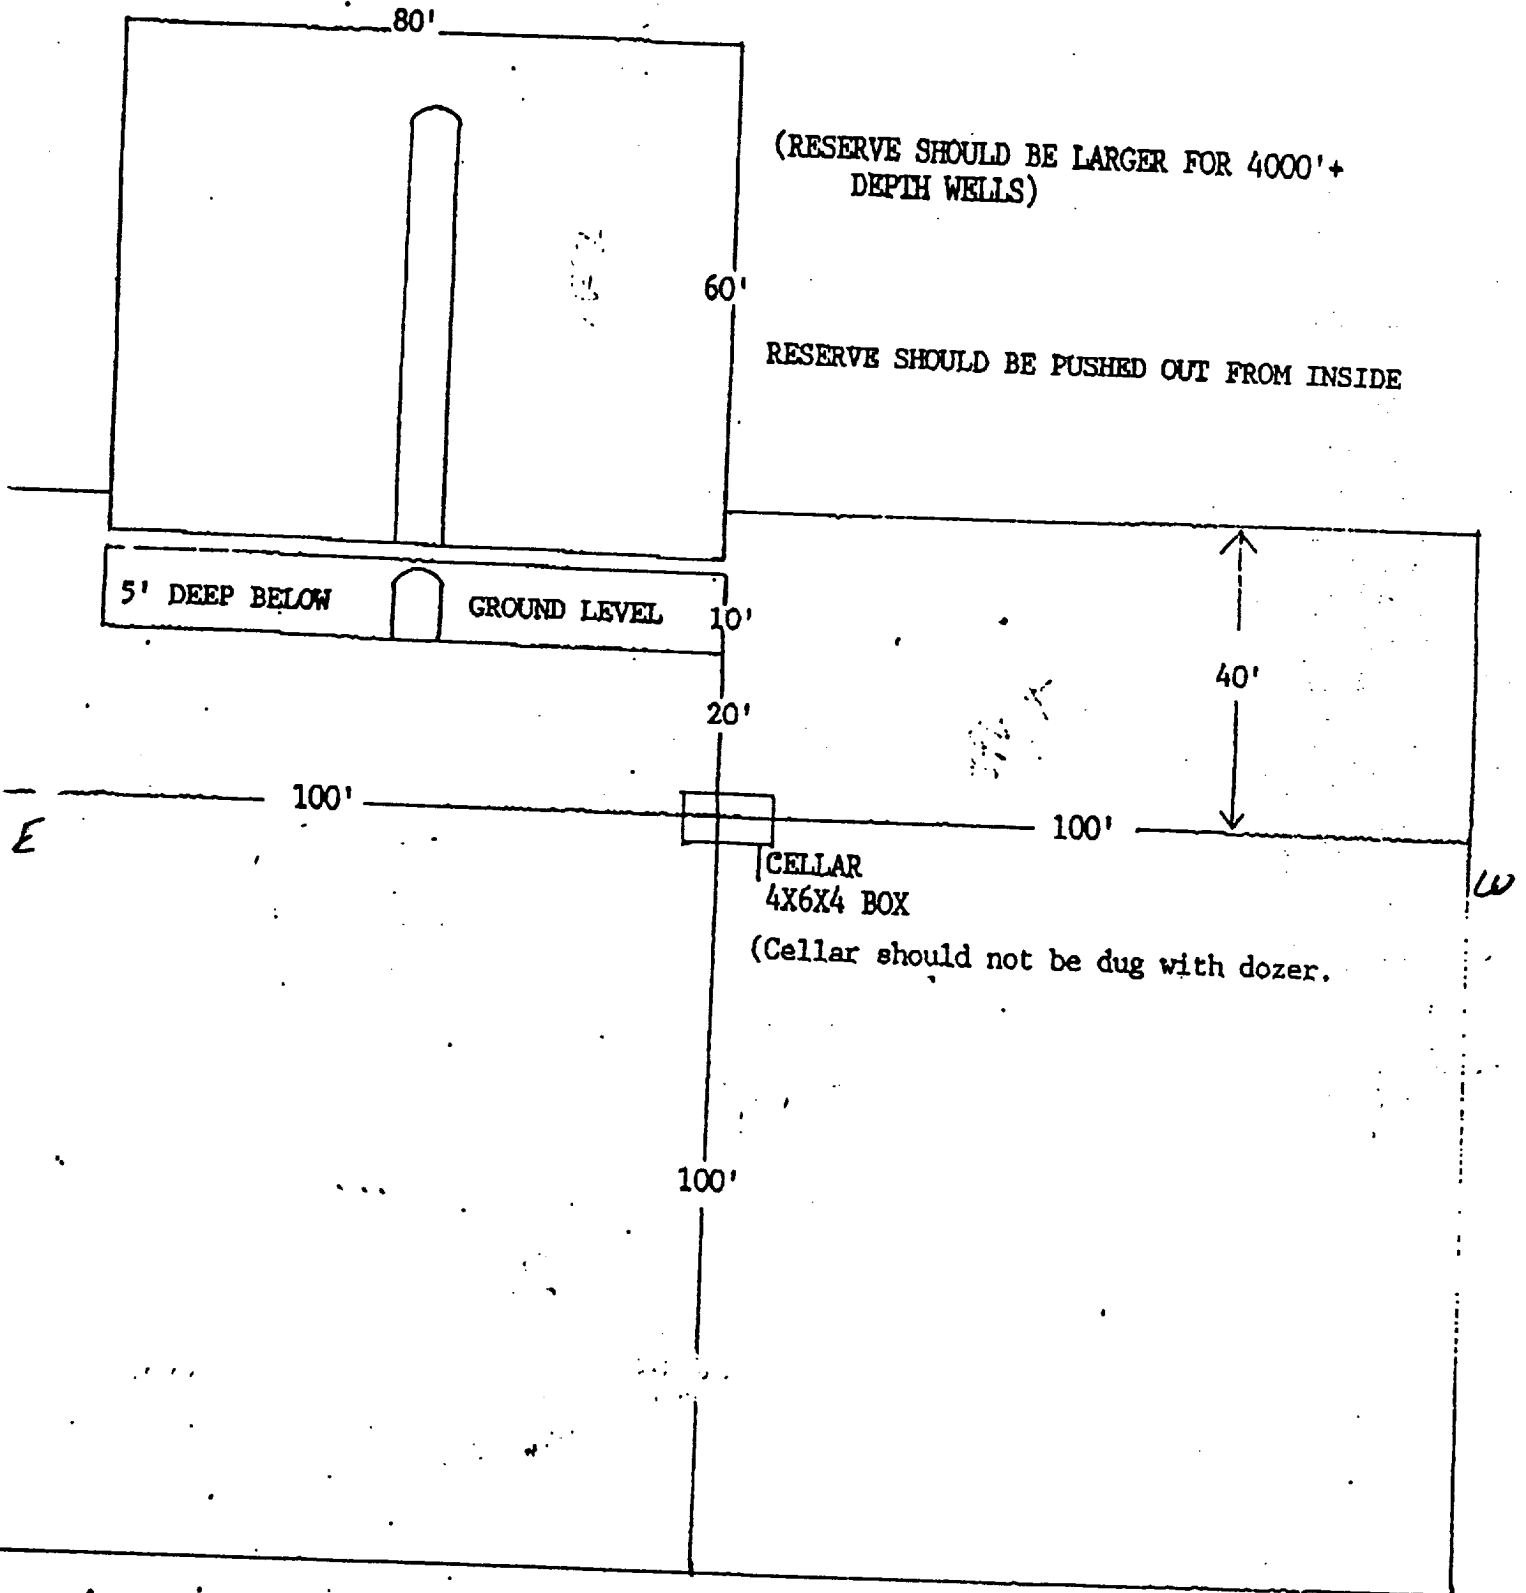 80'
(RESERVE SHOULD BE LARGER FOR 4000'+
DEPTH WELLS)
60'
RESERVE SHOULD BE PUSHED OUT FROM INSIDE
5' DEEP BELOW GROUND LEVEL 10'
40'
20'
100' 100'
E
CELLAR
W
4X6X4 BOX
(Cellar should not be dug with dozer.
100'